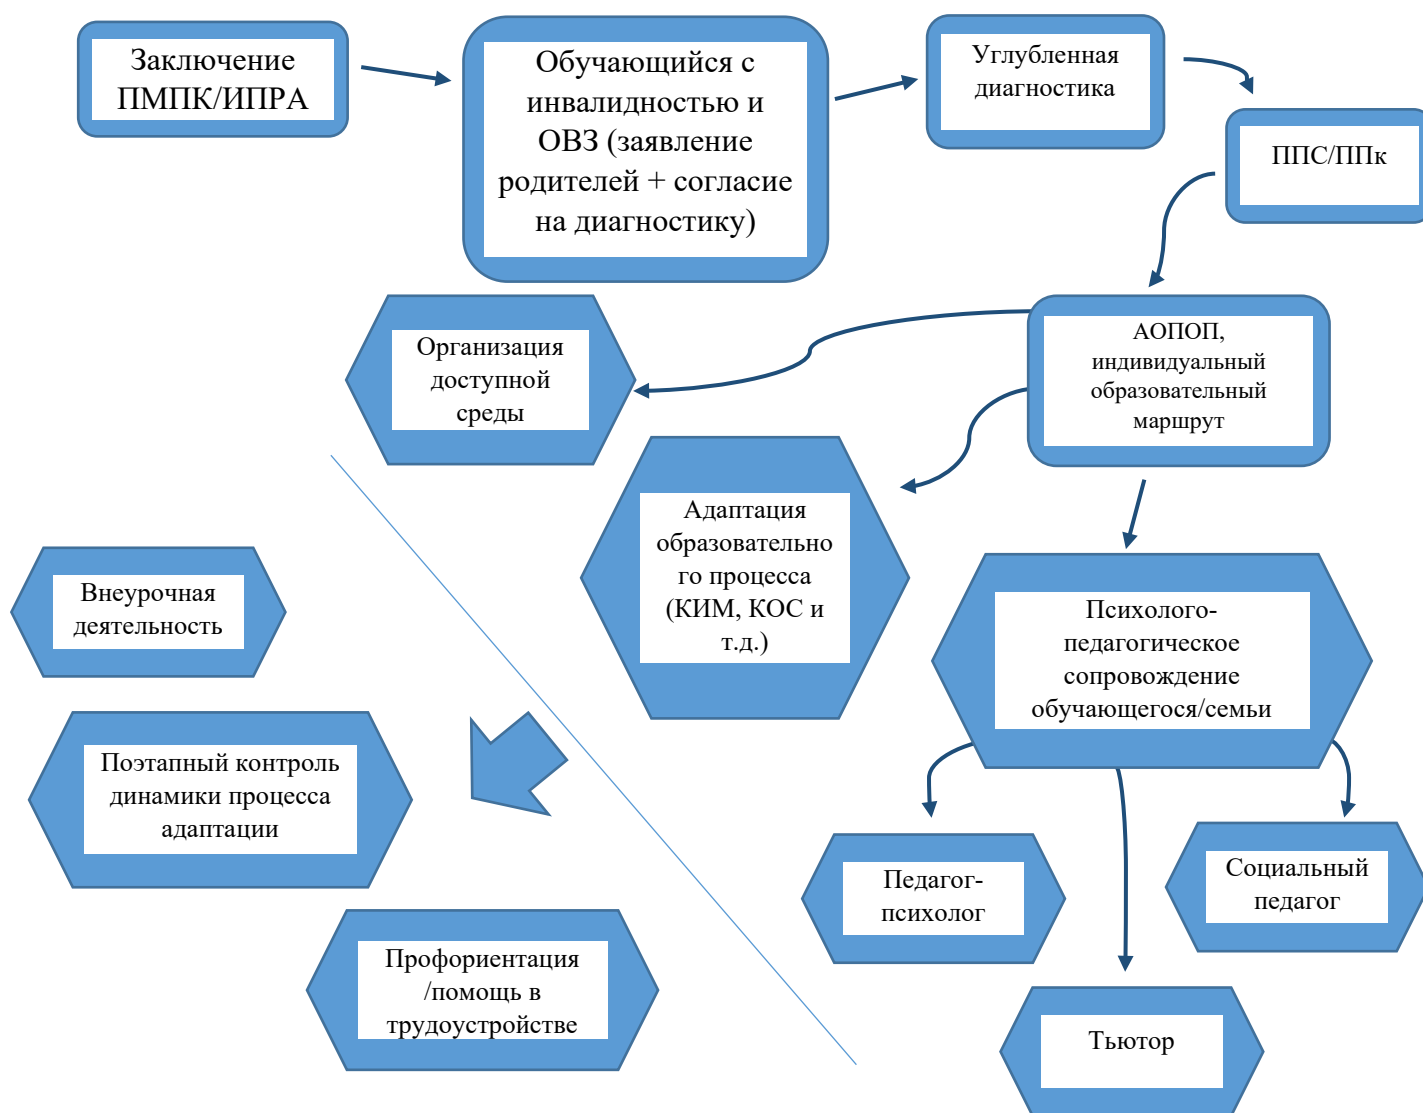 Заключение
ПМПК/ИПРА
Обучающийся с
инвалидностью и
ОВЗ (заявление
родителей + согласие
на диагностику)
Углубленная
диагностика
ППС/ППк
АОПОП,
индивидуальный
образовательный
маршрут
Организация
доступной
среды
Адаптация
образовательно
го процесса
(КИМ, КОС и
т.д.)
Психолого-
педагогическое
сопровождение
обучающегося/семьи
Педагог-
психолог
Социальный
педагог
Тьютор
Внеурочная
деятельность
Поэтапный контроль
динамики процесса
адаптации
Профориентация
/помощь в
трудоустройстве